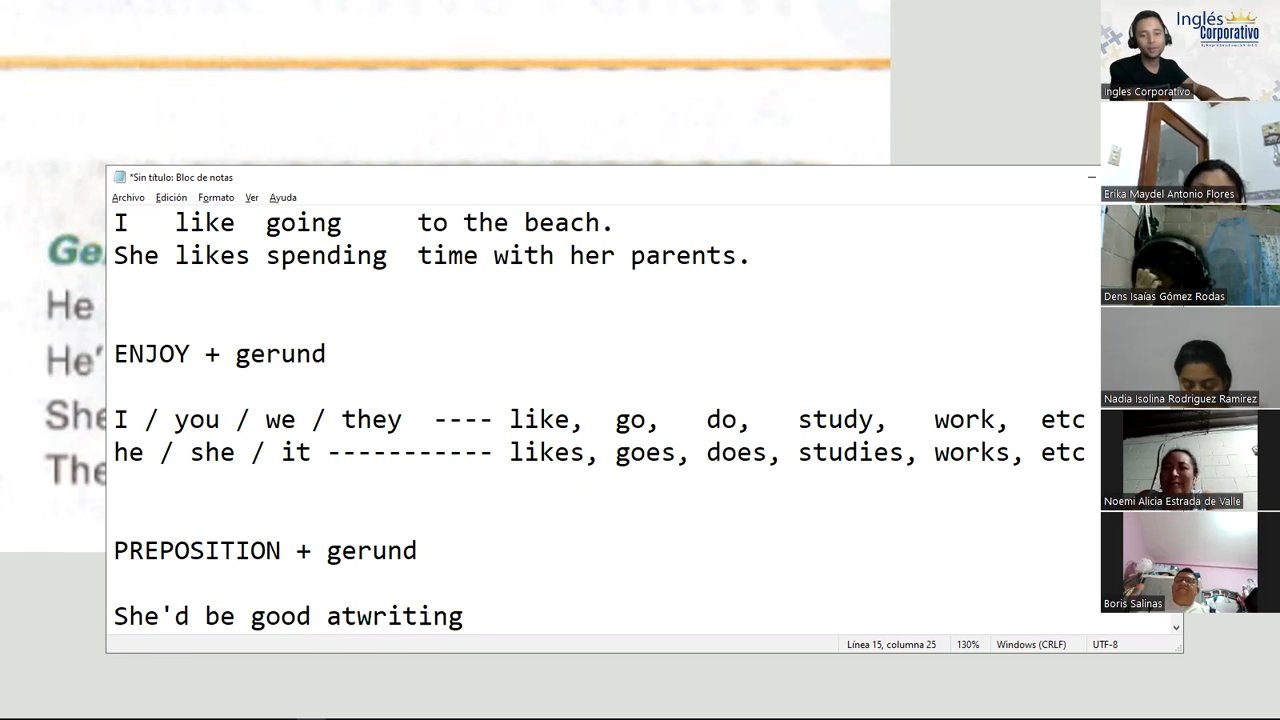 Inglés
Corporativo
Ingles Corporativo
Erika Maydel Antonio Flores
Dens Isaías Gómez Rodas
Nadia Isolina Rodriguez Ramirez
Noemi Alicia Estrada de Valle
Boris Salinas
Ge
He
He'
She
The
*Sin título: Bloc de notas
Archivo Edición Formato Ver Ayuda
I like going to the beach.
She likes spending time with her parents.
ENJOY + gerund
I / you / we / they ---- like, go, do, study, work, etc
he / she / it ----------- likes, goes, does, studies, works, etc
PREPOSITION + gerund
She'd be good atwriting
Línea 15, columna 25 130% Windows (CRLF) UTF-8